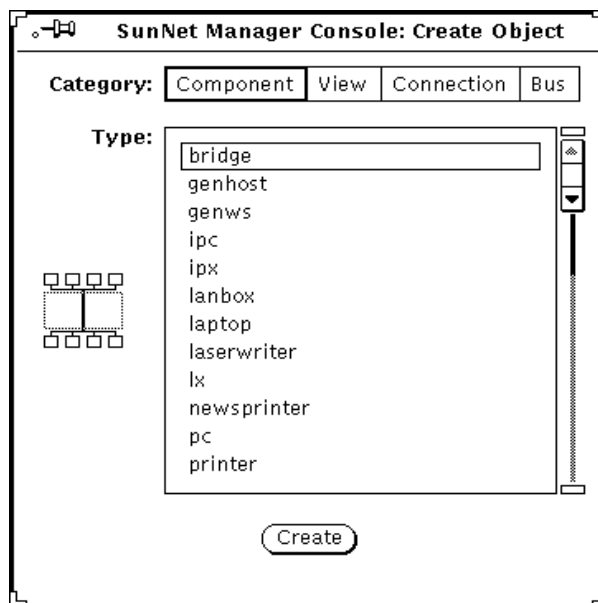 SunNet Manager Console: Create Object
Category: Component View Connection Bus
Type:
bridge
genhost
genws
ipc
ipx
lanbox
laptop
laserwriter
lx
newsprinter
pc
printer
Create